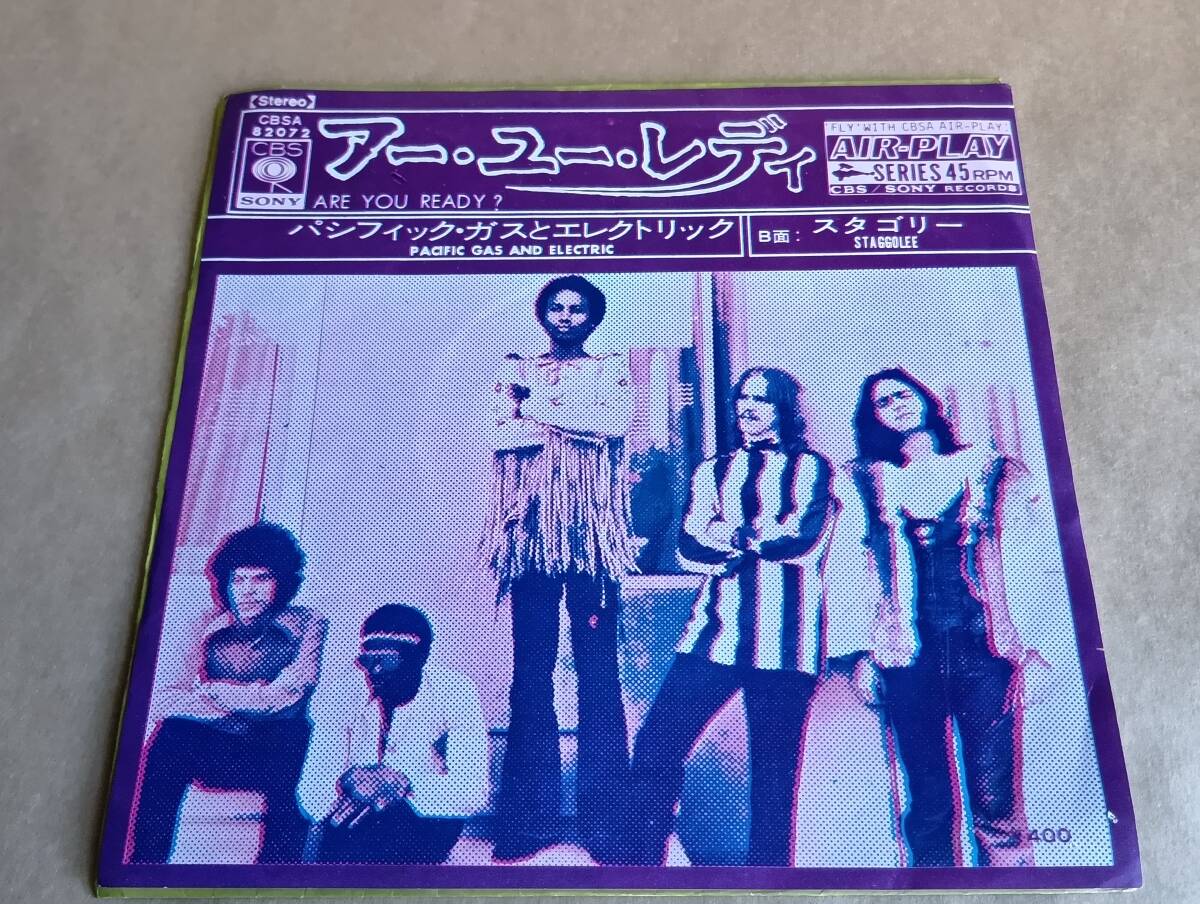 【Stereo】
CBSA
82072
CBS
SONY
アー・ユー・レディ
ARE YOU READY?
'FLY' WITH CBSA AIR-PLAY!
AIR-PLAY
SERIES 45 RPM
CBS / SONY RECORDS
パシフィック・ガスとエレクトリック
PACIFIC GAS AND ELECTRIC
B面: スタゴリー
STAGGOLEE
¥400